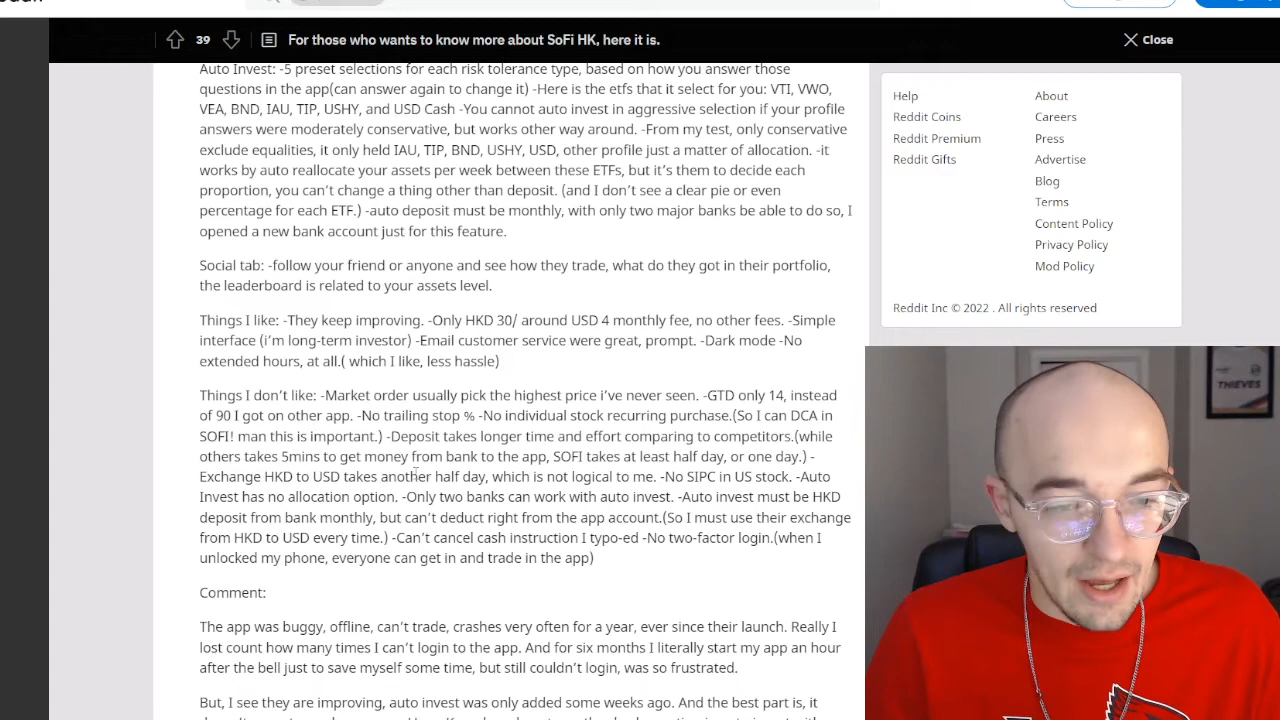 39
For those who wants to know more about SoFi HK, here it is.
Close
Auto Invest: -5 preset selections for each risk tolerance type, based on how you answer those
questions in the app(can answer again to change it) -Here is the etfs that it select for you: VTI, VWO,
VEA, BND, IAU, TIP, USHY, and USD Cash -You cannot auto invest in aggressive selection if your profile
answers were moderately conservative, but works other way around. -From my test, only conservative
exclude equalities, it only held IAU, TIP, BND, USHY, USD, other profile just a matter of allocation. -it
works by auto reallocate your assets per week between these ETFs, but it's them to decide each
proportion, you can't change a thing other than deposit. (and I don't see a clear pie or even
percentage for each ETF.) -auto deposit must be monthly, with only two major banks be able to do so, I
opened a new bank account just for this feature.
Social tab: -follow your friend or anyone and see how they trade, what do they got in their portfolio,
the leaderboard is related to your assets level.
Things I like: -They keep improving. -Only HKD 30/ around USD 4 monthly fee, no other fees. -Simple
interface (i'm long-term investor) -Email customer service were great, prompt. -Dark mode -No
extended hours, at all.( which I like, less hassle)
Things I don't like: -Market order usually pick the highest price i've never seen. -GTD only 14, instead
of 90 I got on other app. -No trailing stop % -No individual stock recurring purchase.(So I can DCA in
SOFI! man this is important.) -Deposit takes longer time and effort comparing to competitors.(while
others takes 5mins to get money from bank to the app, SOFI takes at least half day, or one day.) -
Exchange HKD to USD takes another half day, which is not logical to me. -No SIPC in US stock. -Auto
Invest has no allocation option. -Only two banks can work with auto invest. -Auto invest must be HKD
deposit from bank monthly, but can't deduct right from the app account.(So I must use their exchange
from HKD to USD every time.) -Can't cancel cash instruction I typo-ed -No two-factor login.(when I
unlocked my phone, everyone can get in and trade in the app)
Comment:
The app was buggy, offline, can't trade, crashes very often for a year, ever since their launch. Really I
lost count how many times I can't login to the app. And for six months I literally start my app an hour
after the bell just to save myself some time, but still couldn't login, was so frustrated.
But, I see they are improving, auto invest was only added some weeks ago. And the best part is, it
Help
About
Reddit Coins
Careers
Reddit Premium
Press
Reddit Gifts
Advertise
Blog
Terms
Content Policy
Privacy Policy
Mod Policy
Reddit Inc © 2022 . All rights reserved
THIEVES